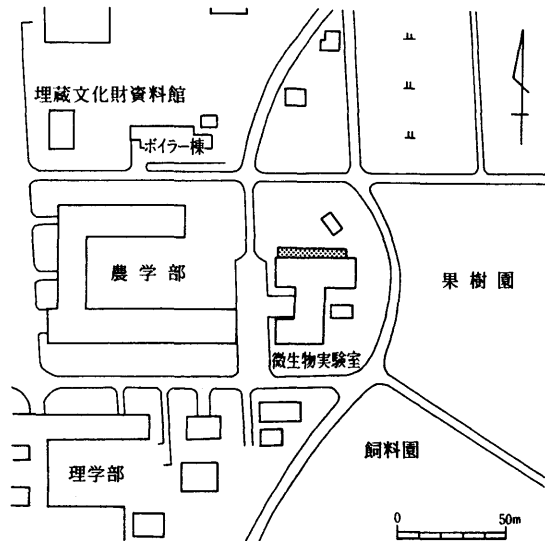 埋蔵文化財資料館
ボイラー棟
農学部
果樹園
微生物実験室
飼料園
理学部
0 50m